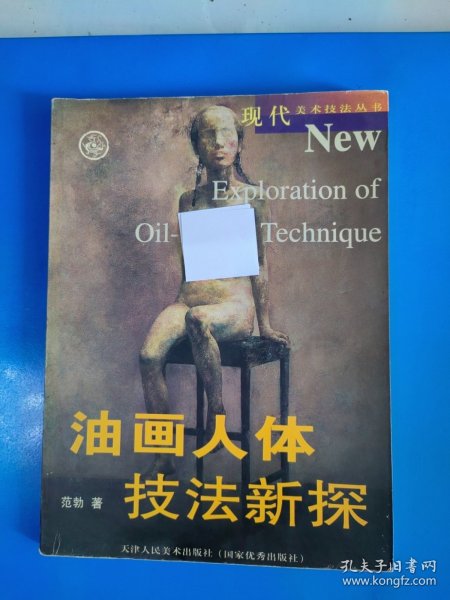 现代美术技法丛书
New
Exploration of
Oil- Technique
油画人体
技法新探
范勃 著
天津人民美术出版社（国家优秀出版社）
孔夫子旧书网
www.kongfz.com